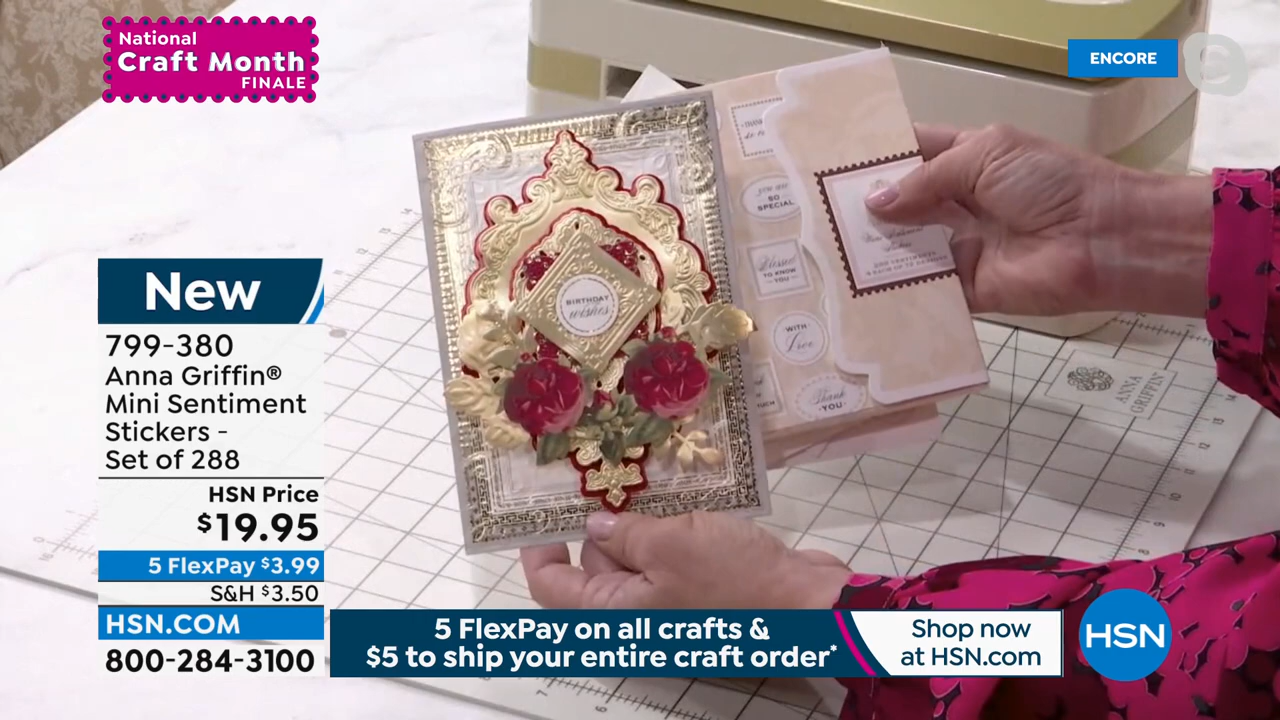 National
Craft Month
FINALE
ENCORE
New
799-380
Anna Griffin®
Mini Sentiment
Stickers -
Set of 288
HSN Price
$19.95
5 FlexPay $3.99
S&H $3.50
HSN.COM
800-284-3100
5 FlexPay on all crafts &
$5 to ship your entire craft order*
Shop now
at HSN.com
HSN
BIRTHDAY
wishes
you are
SO
SPECIAL
Blessed
TO KNOW
YOU
WITH
Love
Thank
YOU
ANNA
GRIFFIN